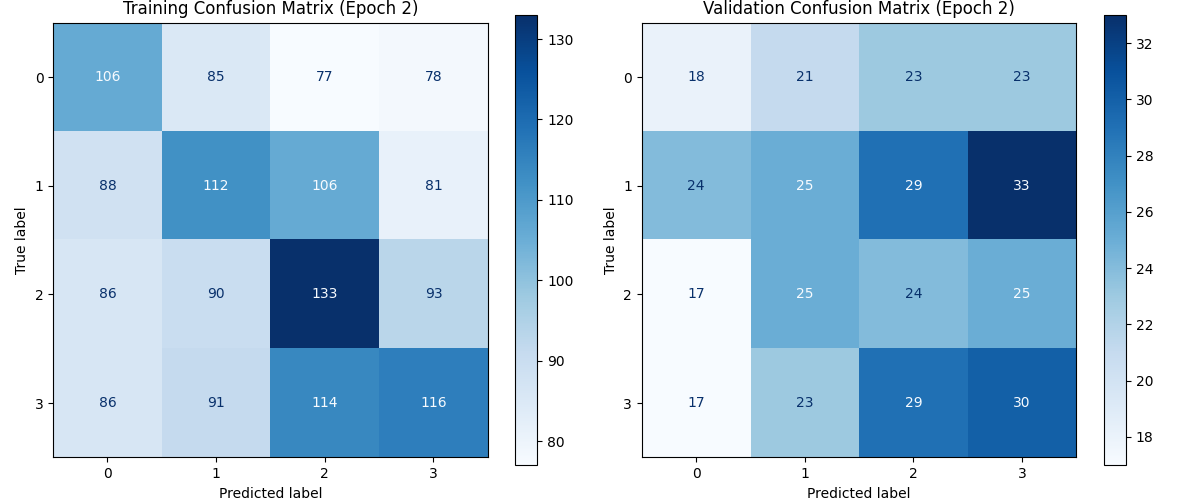 Training Confusion Matrix (Epoch 2)
0 106 85 77 78
1 88 112 106 81
2 86 90 133 93
3 86 91 114 116
0 1 2 3
Predicted label
True label
130
120
110
100
90
80
Validation Confusion Matrix (Epoch 2)
0 18 21 23 23
1 24 25 29 33
2 17 25 24 25
3 17 23 29 30
0 1 2 3
Predicted label
True label
32
30
28
26
24
22
20
18